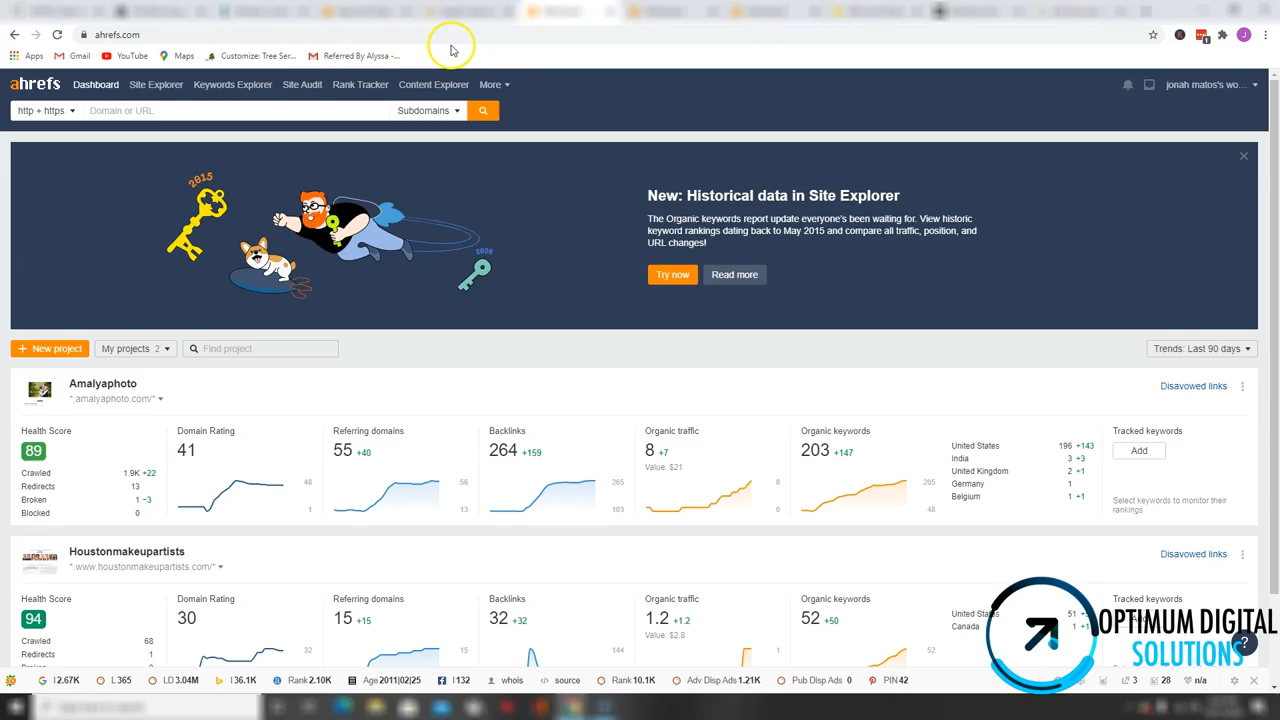 ahrefs.com
Apps Gmail YouTube Maps Customize: Tree Ser... Referred By Alyssa -...
ahrefs Dashboard Site Explorer Keywords Explorer Site Audit Rank Tracker Content Explorer More jonah matos's wo...
http + https Domain or URL Subdomains
2015
2020
New: Historical data in Site Explorer
The Organic keywords report update everyone's been waiting for. View historic
keyword rankings dating back to May 2015 and compare all traffic, position, and
URL changes!
Try now Read more
+ New project My projects 2 Find project Trends: Last 90 days
Amalyaphoto Disavowed links
*.amalyaphoto.com/*
Health Score Domain Rating Referring domains Backlinks Organic traffic Organic keywords Tracked keywords
89 41 55 +40 264 +159 8 +7 203 +147 United States 196 +143 Add
Value: $21 India 3 +3
Crawled 1.9K +22 United Kingdom 2 +1
Redirects 13 48 56 265 8 205 Germany 1
Broken 1 −3 Belgium 1 +1
Blocked 0 1 13 103 0 48 Select keywords to monitor their
rankings
Houstonmakeupartists Disavowed links
*.www.houstonmakeupartists.com/*
Health Score Domain Rating Referring domains Backlinks Organic traffic Organic keywords Tracked keywords
94 30 15 +15 32 +32 1.2 +1.2 52 +50 United States 51
Value: $2.8 Canada 1
Crawled 68
Redirects 1 32 15 144 1 52
Broken
OPTIMUM DIGITAL
SOLUTIONS
?
I 2.67K L 365 LD 3.04M I 36.1K Rank 2.10K Age 2011|02|25 I 132 whois source Rank 10.1K Adv Disp Ads 1.21K Pub Disp Ads 0 PIN 42 3 28 n/a